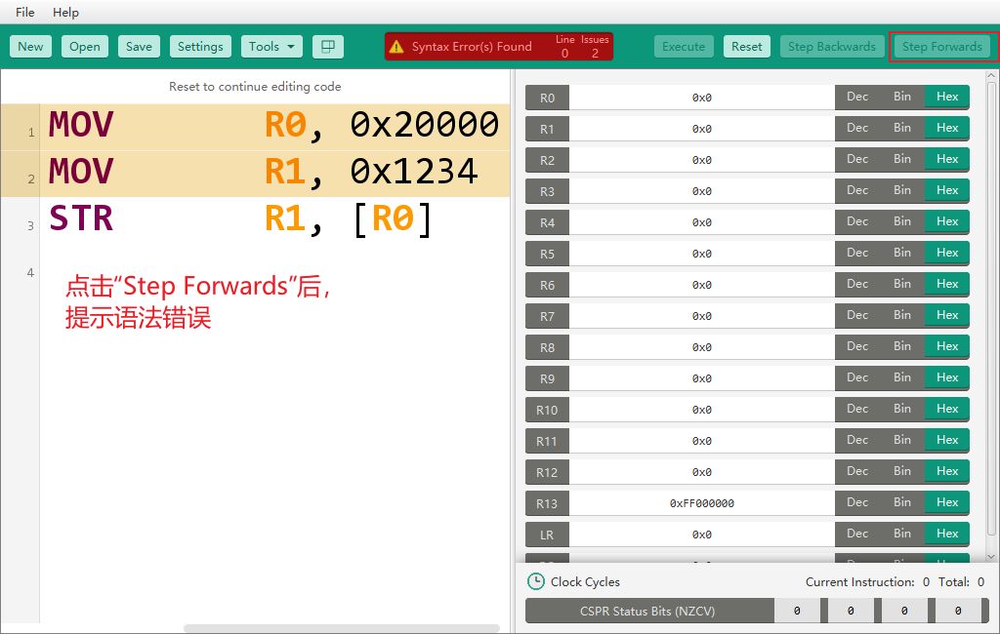 File Help
New Open Save Settings Tools Syntax Error(s) Found Line 0 Issues 2 Execute Reset Step Backwards Step Forwards
Reset to continue editing code
1 MOV R0, 0x20000
2 MOV R1, 0x1234
3 STR R1, [R0]
4
点击“Step Forwards”后，
提示语法错误
R0 0x0 Dec Bin Hex
R1 0x0 Dec Bin Hex
R2 0x0 Dec Bin Hex
R3 0x0 Dec Bin Hex
R4 0x0 Dec Bin Hex
R5 0x0 Dec Bin Hex
R6 0x0 Dec Bin Hex
R7 0x0 Dec Bin Hex
R8 0x0 Dec Bin Hex
R9 0x0 Dec Bin Hex
R10 0x0 Dec Bin Hex
R11 0x0 Dec Bin Hex
R12 0x0 Dec Bin Hex
R13 0xFF000000 Dec Bin Hex
LR 0x0 Dec Bin Hex
Clock Cycles Current Instruction: 0 Total: 0
CSPR Status Bits (NZCV) 0 0 0 0